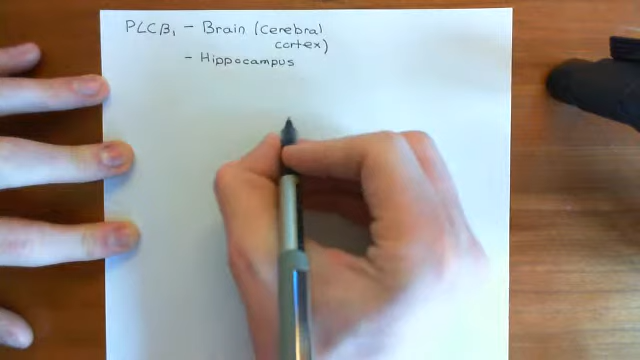 PLCβ₁ - Brain (Cerebral
cortex)
- Hippocampus